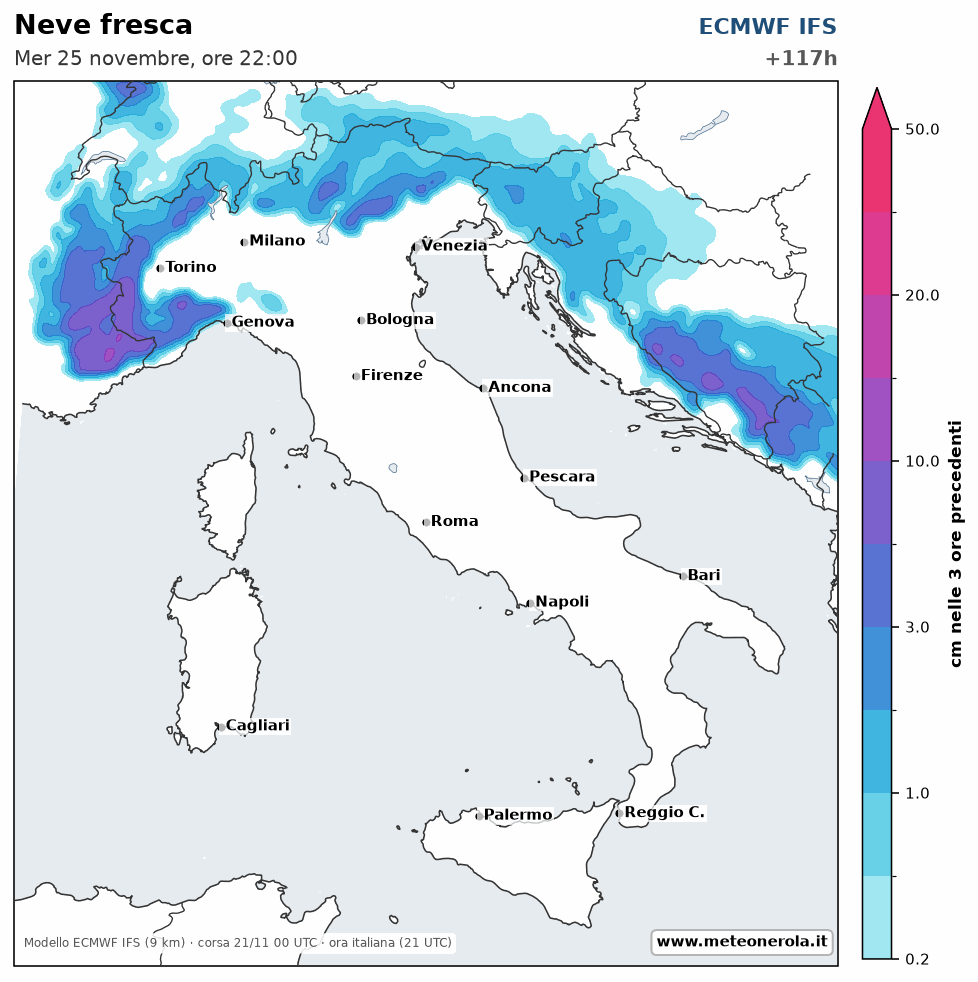 Neve fresca
ECMWF IFS
Mer 25 novembre, ore 22:00
+117h
50.0
20.0
10.0
3.0
1.0
0.2
cm nelle 3 ore precedenti
Milano
Venezia
Torino
Genova
Bologna
Firenze
Ancona
Pescara
Roma
Bari
Napoli
Cagliari
Palermo
Reggio C.
Modello ECMWF IFS (9 km) · corsa 21/11 00 UTC · ora italiana (21 UTC)
www.meteonerola.it